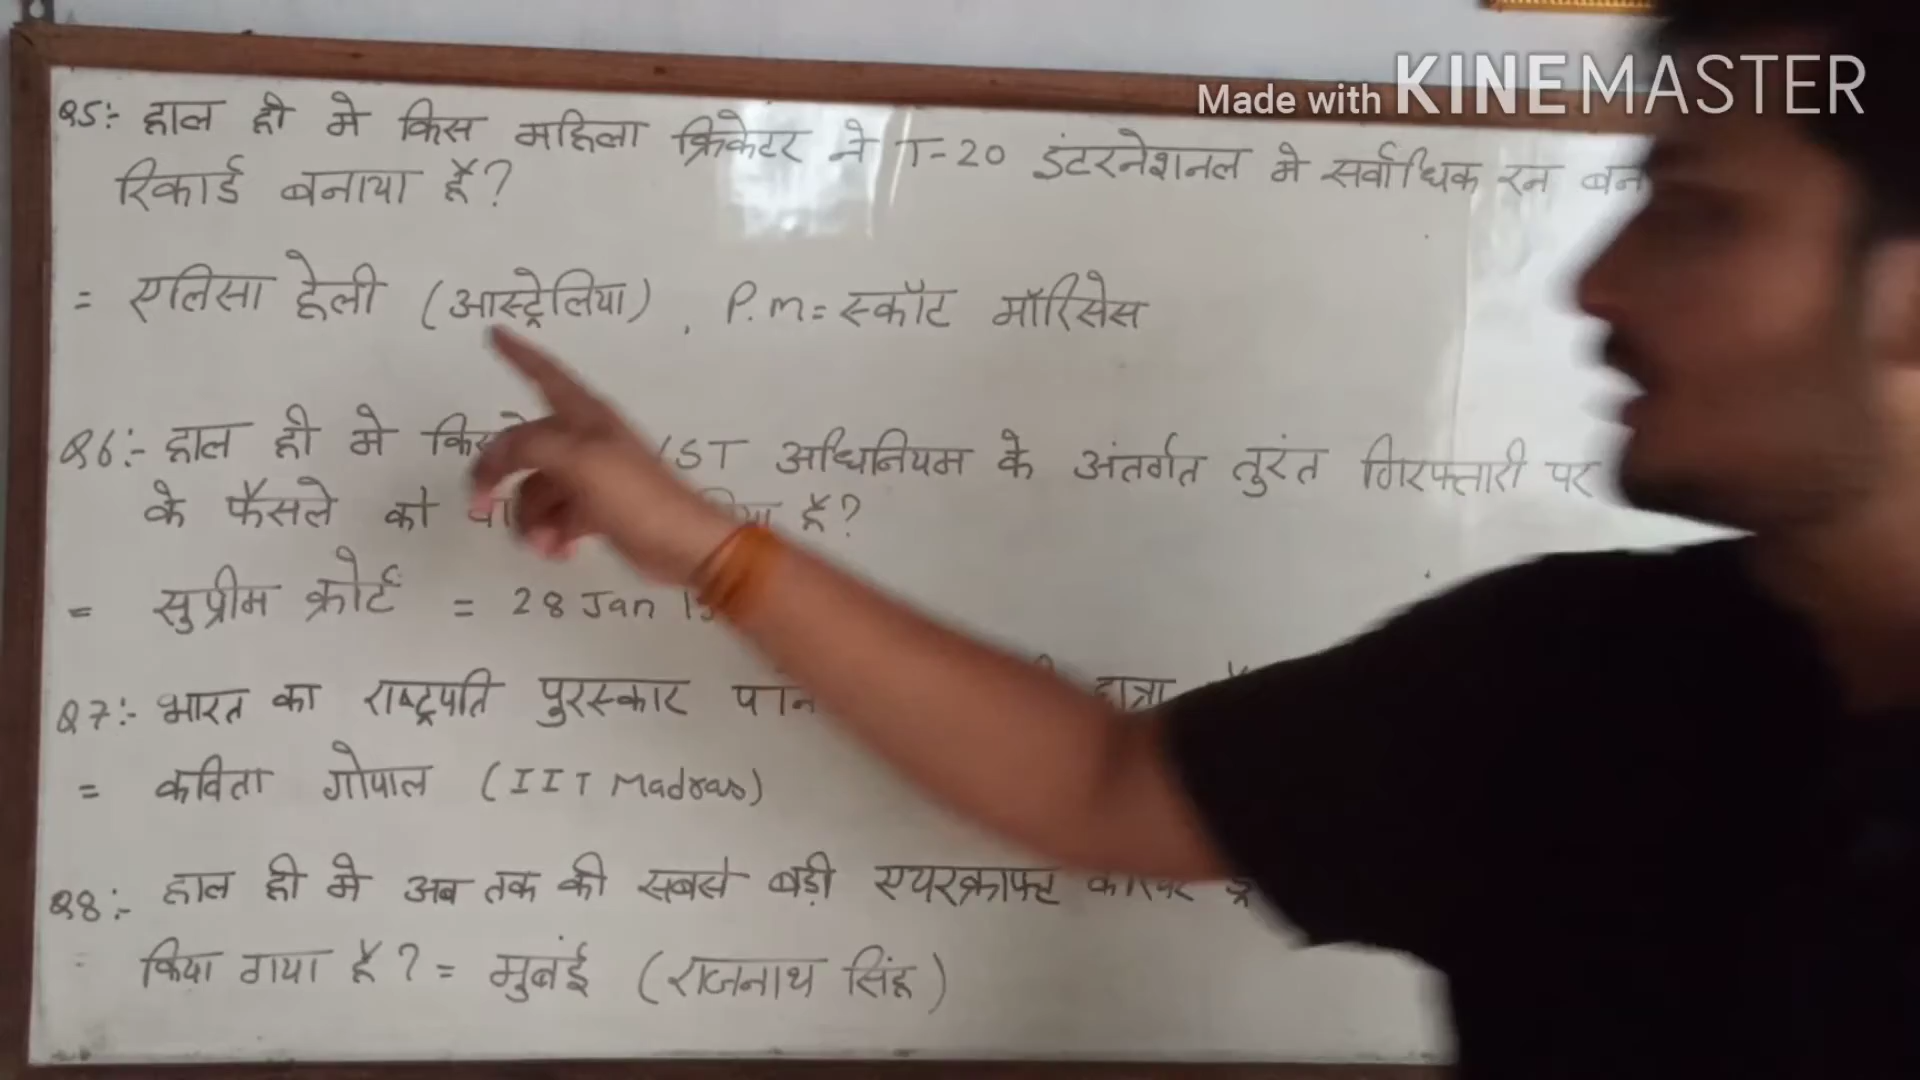 Made with KINEMASTER
Q5:- हाल ही मे किस महिला क्रिकेटर ने T-20 इंटरनेशनल मे सर्वाधिक रन
रिकार्ड बनाया है?
= एलिसा हेली (आस्ट्रेलिया), P.m = स्कॉट मॉरिसेस
Q6:- हाल ही मे ST अधिनियम के अंतर्गत तुरंत गिरफ्तारी पर
के फैसले को है?
= सुप्रीम क्रोर्ट = 28 Jan
Q7:- भारत का राष्ट्रपति पुरस्कार छात्रा
= कविता गोपाल (IIT Madras)
Q8:- हाल ही मे अब तक की सबसे बड़ी एयरक्राफ्ट
किया गया है? = मुबंई (राजनाथ सिंह)